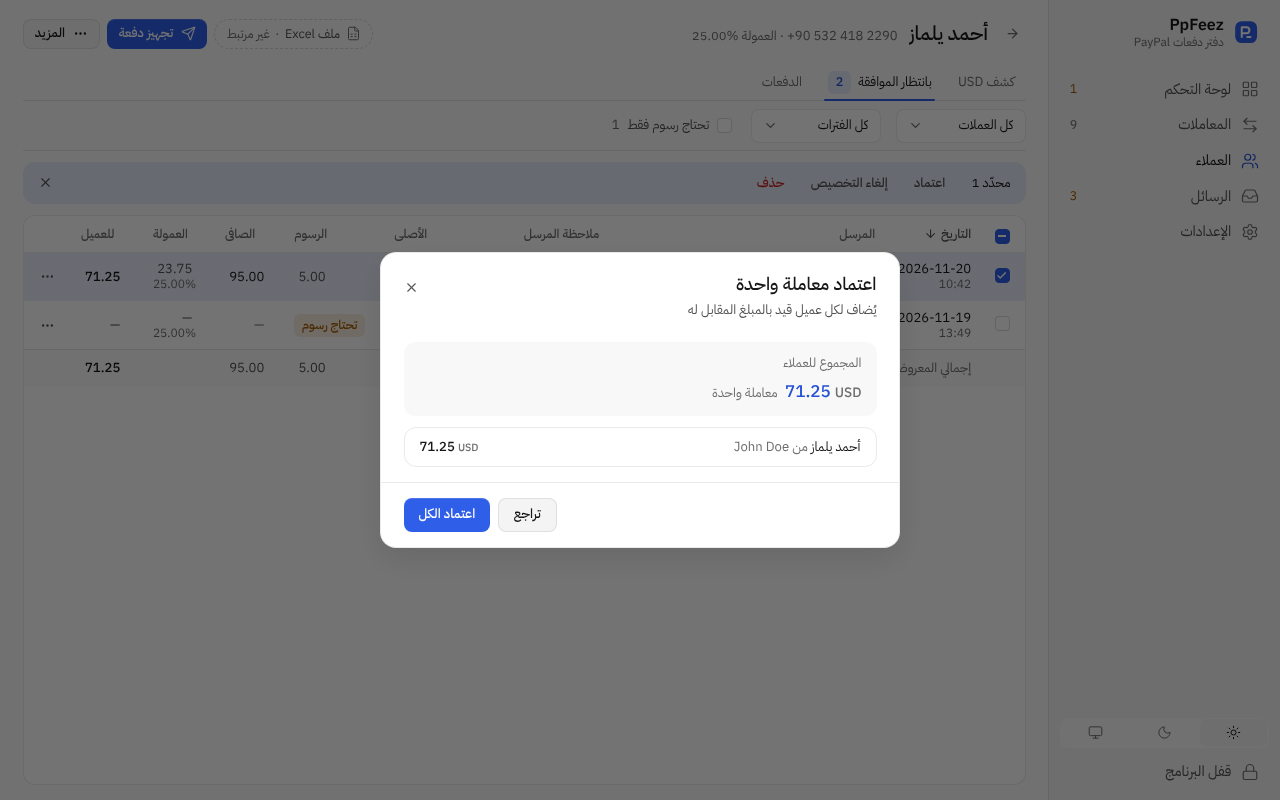 PpFeez
دفتر دفعات PayPal
لوحة التحكم 1
المعاملات 9
العملاء
الرسائل 3
الإعدادات
قفل البرنامج
أحمد يلماز +90 532 418 2290 · العمولة 25.00%
ملف Excel · غير مرتبط
تجهيز دفعة
المزيد
كشف USD
بانتظار الموافقة 2
الدفعات
كل العملات
كل الفترات
تحتاج رسوم فقط 1
محدّد 1
اعتماد
إلغاء التخصيص
حذف
التاريخ المرسل ملاحظة المرسل الأصلي الرسوم الصافي العمولة للعميل
2026-11-20 5.00 95.00 23.75 71.25
10:42 25.00%
2026-11-19 تحتاج رسوم — — —
13:49 25.00%
إجمالي المعروض 5.00 95.00 71.25
اعتماد معاملة واحدة
يُضاف لكل عميل قيد بالمبلغ المقابل له
المجموع للعملاء
USD 71.25 معاملة واحدة
أحمد يلماز من John Doe 71.25 USD
تراجع
اعتماد الكل